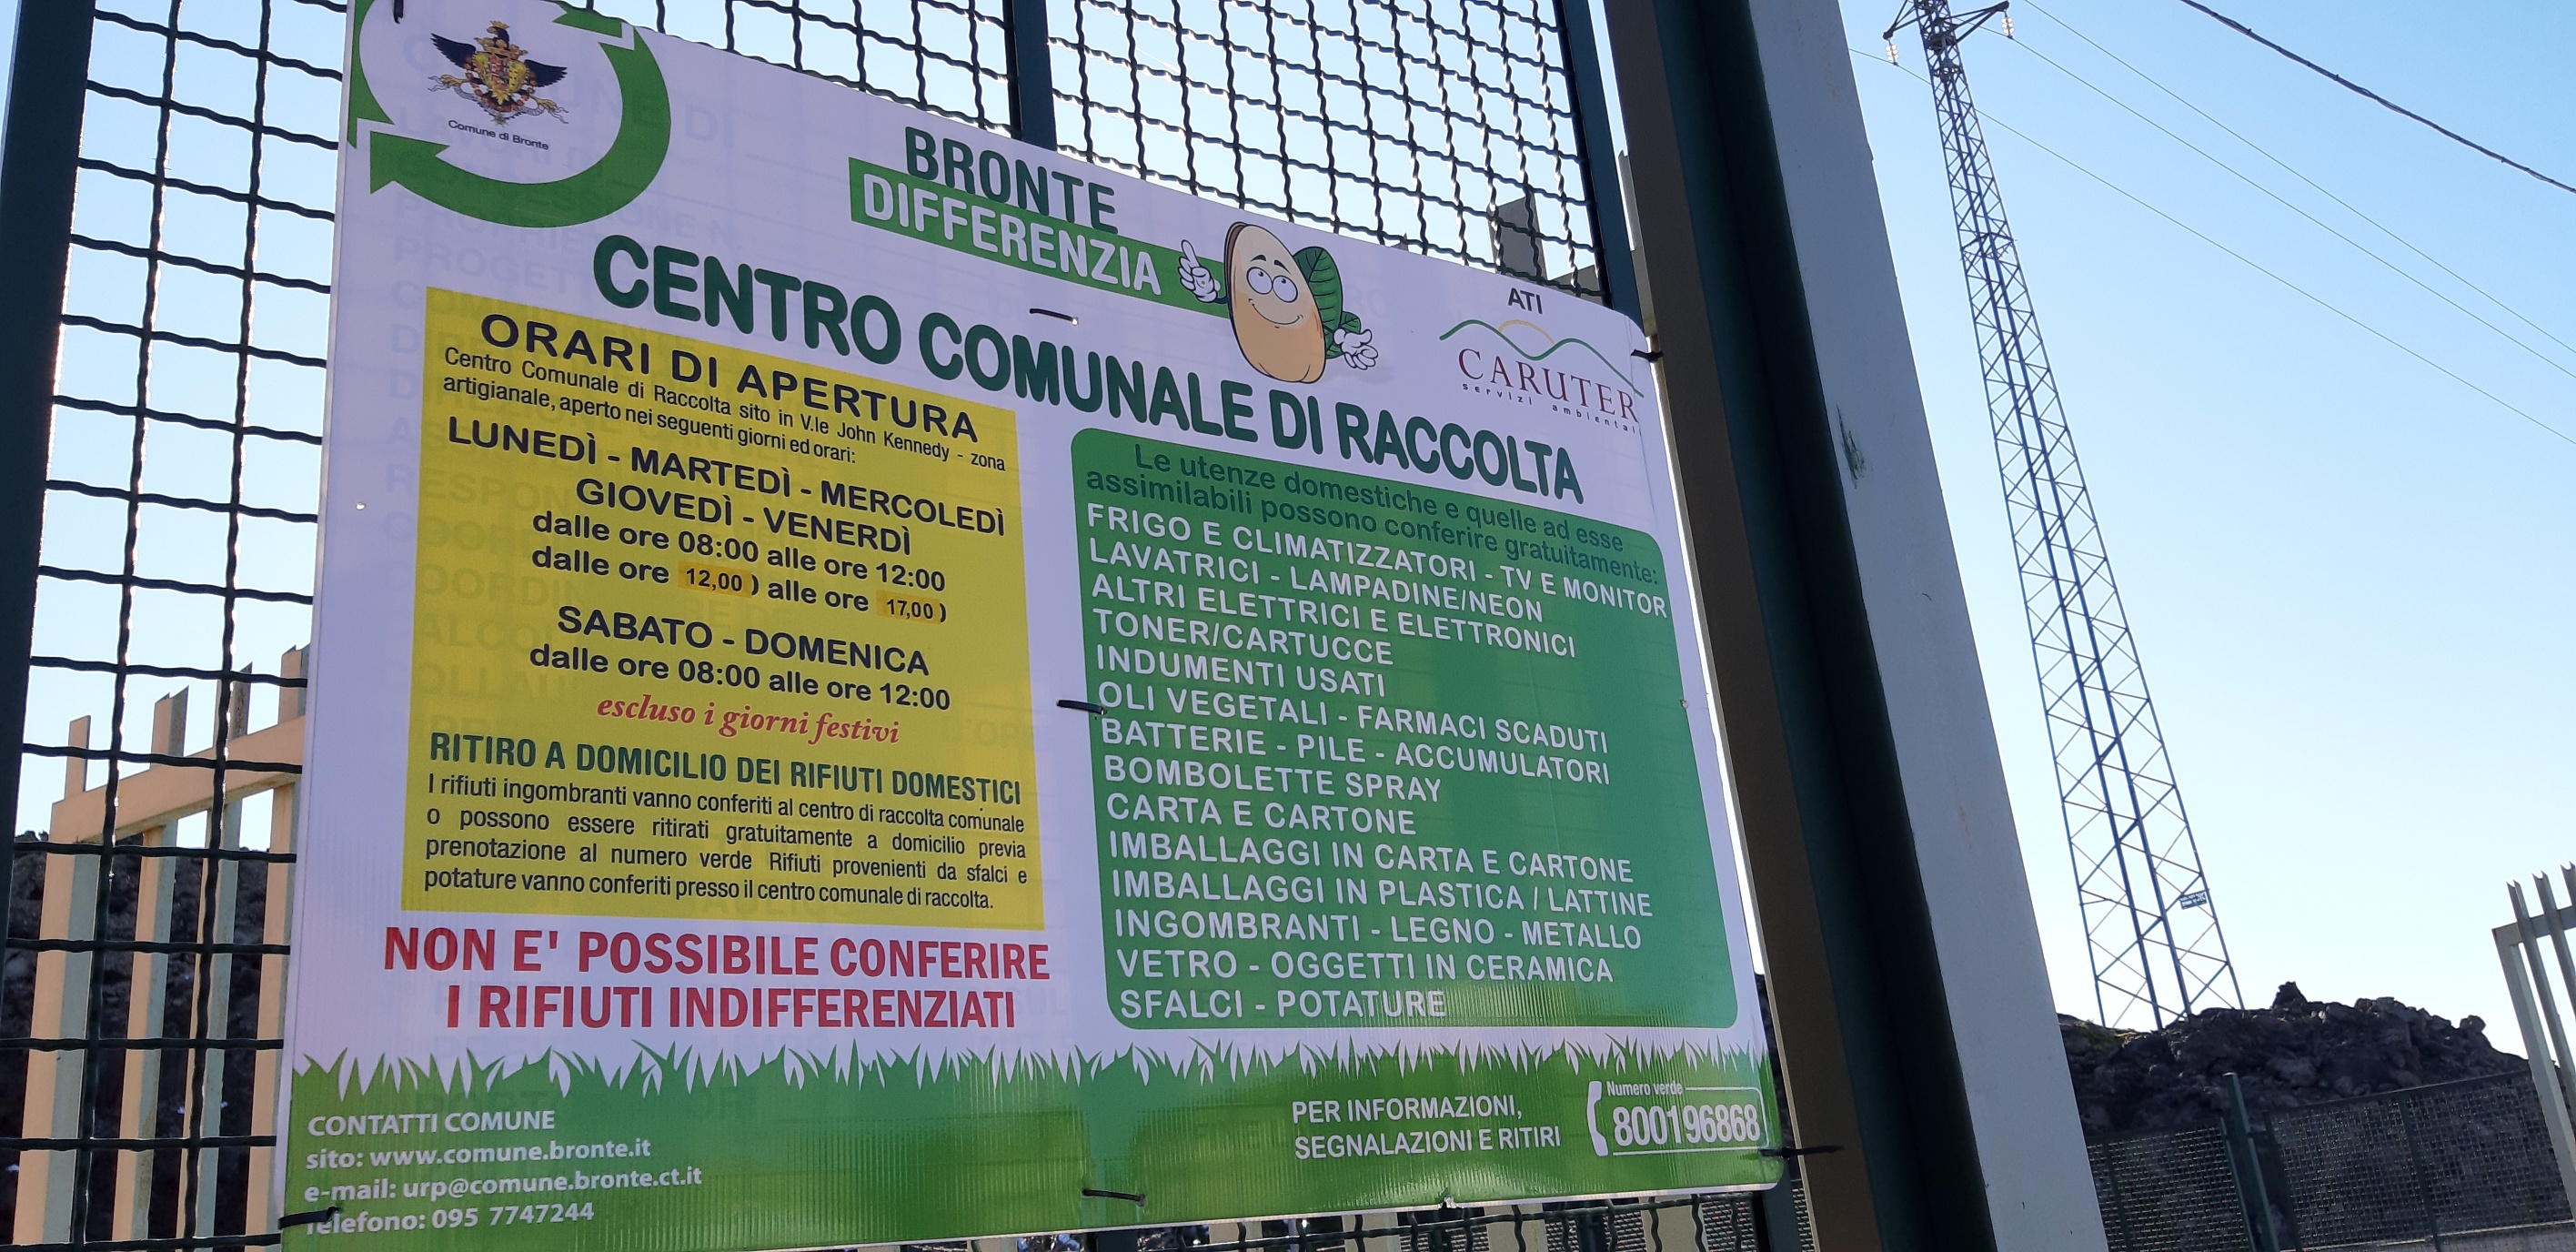 Comune di Bronte
BRONTE
DIFFERENZIA
ATI
CARUTER
servizi ambientali
CENTRO COMUNALE DI RACCOLTA
ORARI DI APERTURA
Centro Comunale di Raccolta sito in V.le John Kennedy - zona
artigianale, aperto nei seguenti giorni ed orari:
LUNEDÌ - MARTEDÌ - MERCOLEDÌ
GIOVEDÌ - VENERDÌ
dalle ore 08:00 alle ore 12:00
dalle ore 12,00 ) alle ore 17,00 )
SABATO - DOMENICA
dalle ore 08:00 alle ore 12:00
escluso i giorni festivi
RITIRO A DOMICILIO DEI RIFIUTI DOMESTICI
I rifiuti ingombranti vanno conferiti al centro di raccolta comunale
o possono essere ritirati gratuitamente a domicilio previa
prenotazione al numero verde Rifiuti provenienti da sfalci e
potature vanno conferiti presso il centro comunale di raccolta.
NON E' POSSIBILE CONFERIRE
I RIFIUTI INDIFFERENZIATI
Le utenze domestiche e quelle ad esse
assimilabili possono conferire gratuitamente:
FRIGO E CLIMATIZZATORI - TV E MONITOR
LAVATRICI - LAMPADINE/NEON
ALTRI ELETTRICI E ELETTRONICI
TONER/CARTUCCE
INDUMENTI USATI
OLI VEGETALI - FARMACI SCADUTI
BATTERIE - PILE - ACCUMULATORI
BOMBOLETTE SPRAY
CARTA E CARTONE
IMBALLAGGI IN CARTA E CARTONE
IMBALLAGGI IN PLASTICA / LATTINE
INGOMBRANTI - LEGNO - METALLO
VETRO - OGGETTI IN CERAMICA
SFALCI - POTATURE
CONTATTI COMUNE
sito: www.comune.bronte.it
e-mail: urp@comune.bronte.ct.it
Telefono: 095 7747244
PER INFORMAZIONI,
SEGNALAZIONI E RITIRI
Numero verde
800196868